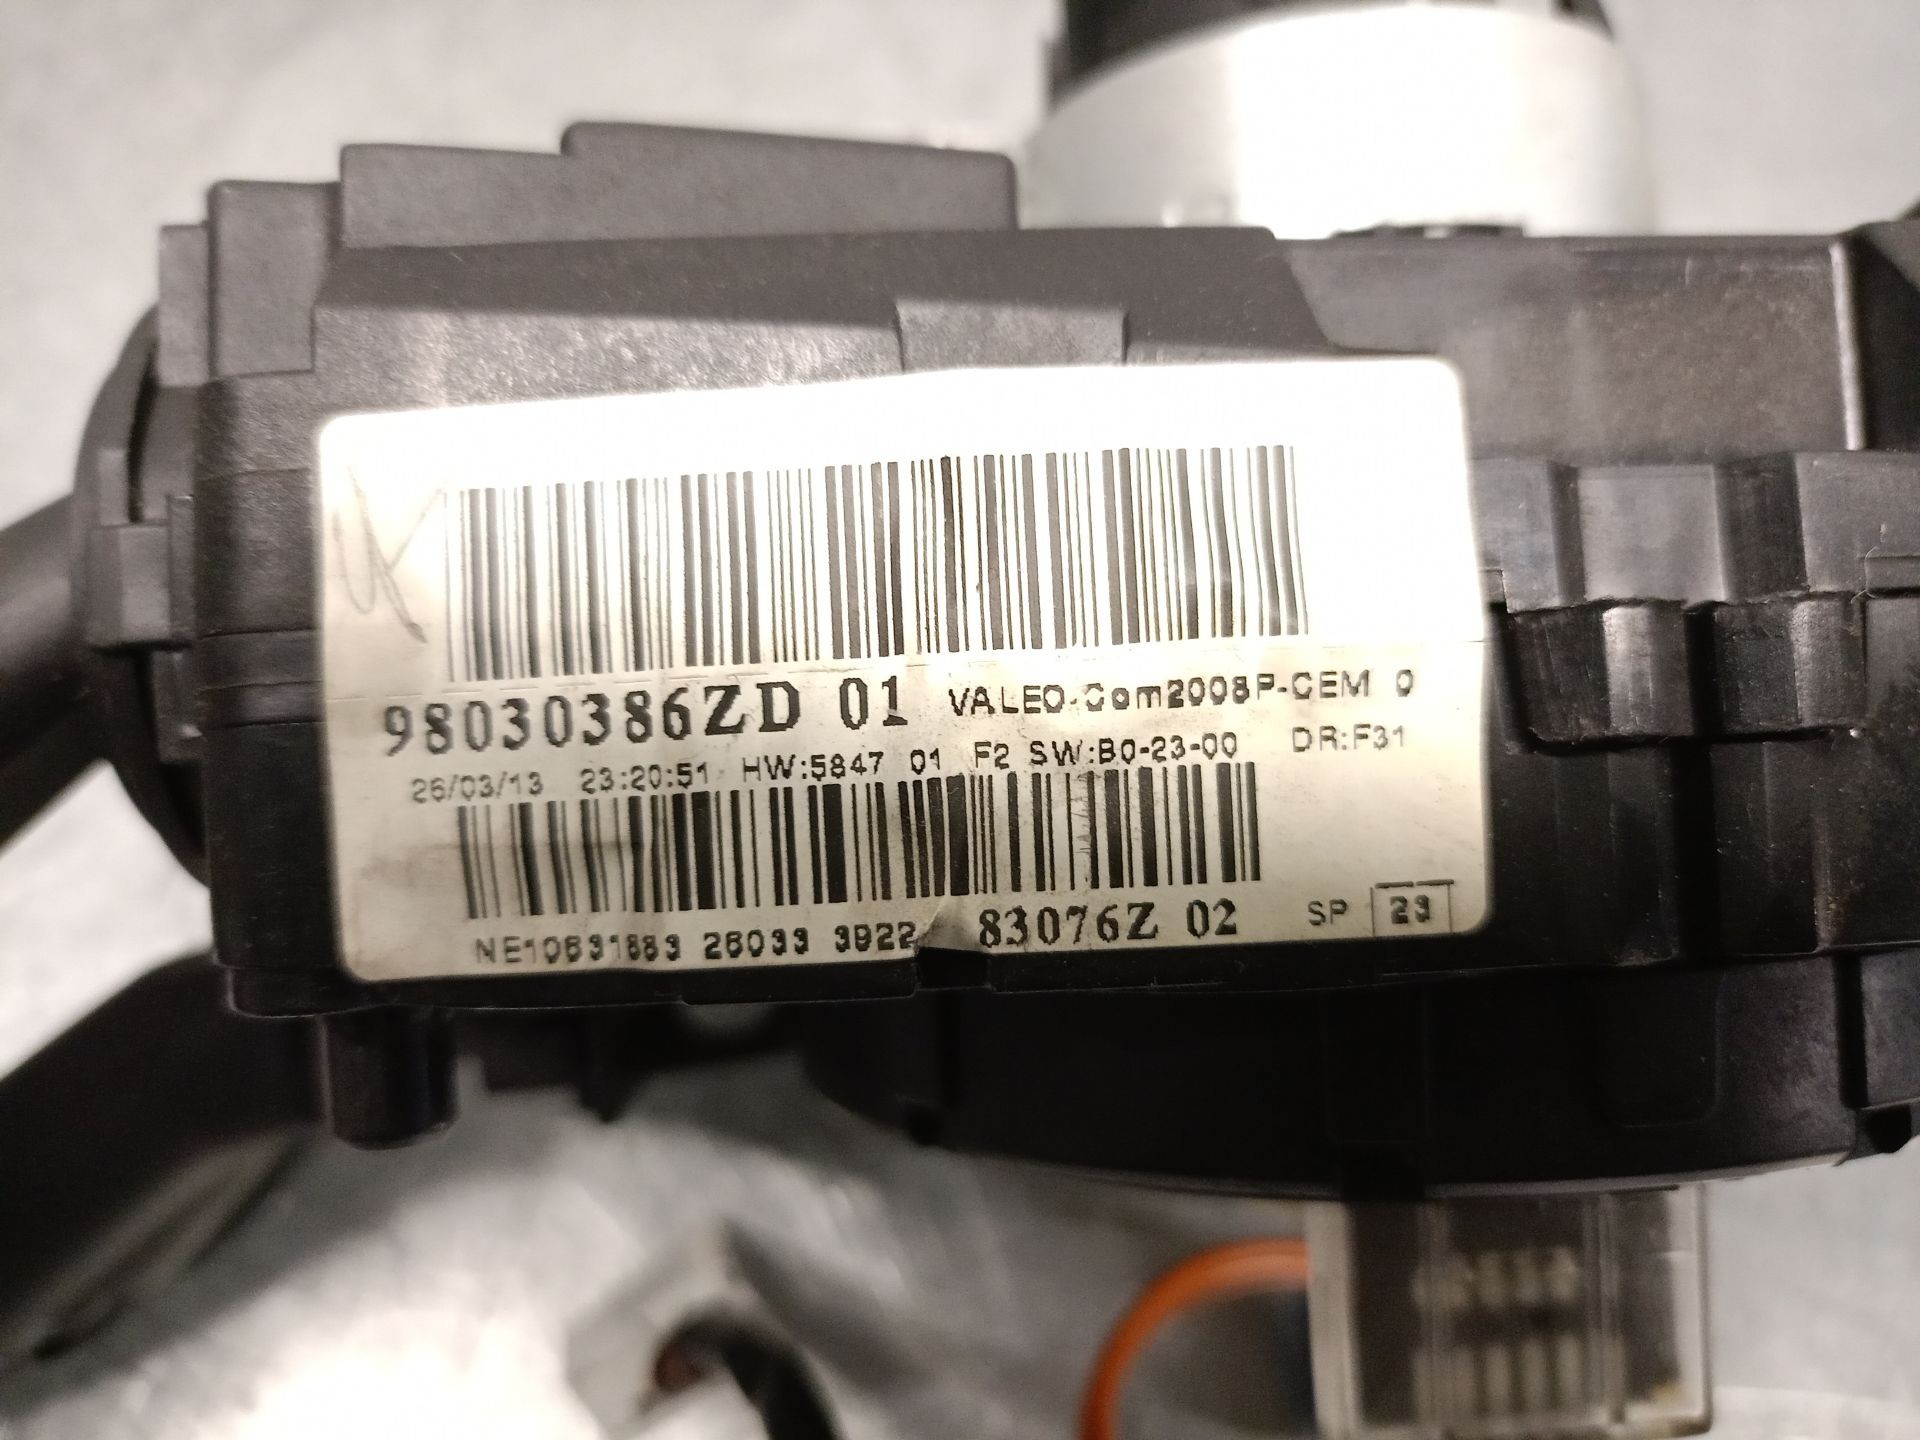 98030386ZD 01 VALEO-Com2008P-CEM 0
26/03/13 23:20:51 HW:5847 01 F2 SW:B0-23-00 DR:F31
NE10631883 26033 3922 83076Z 02 SP 23